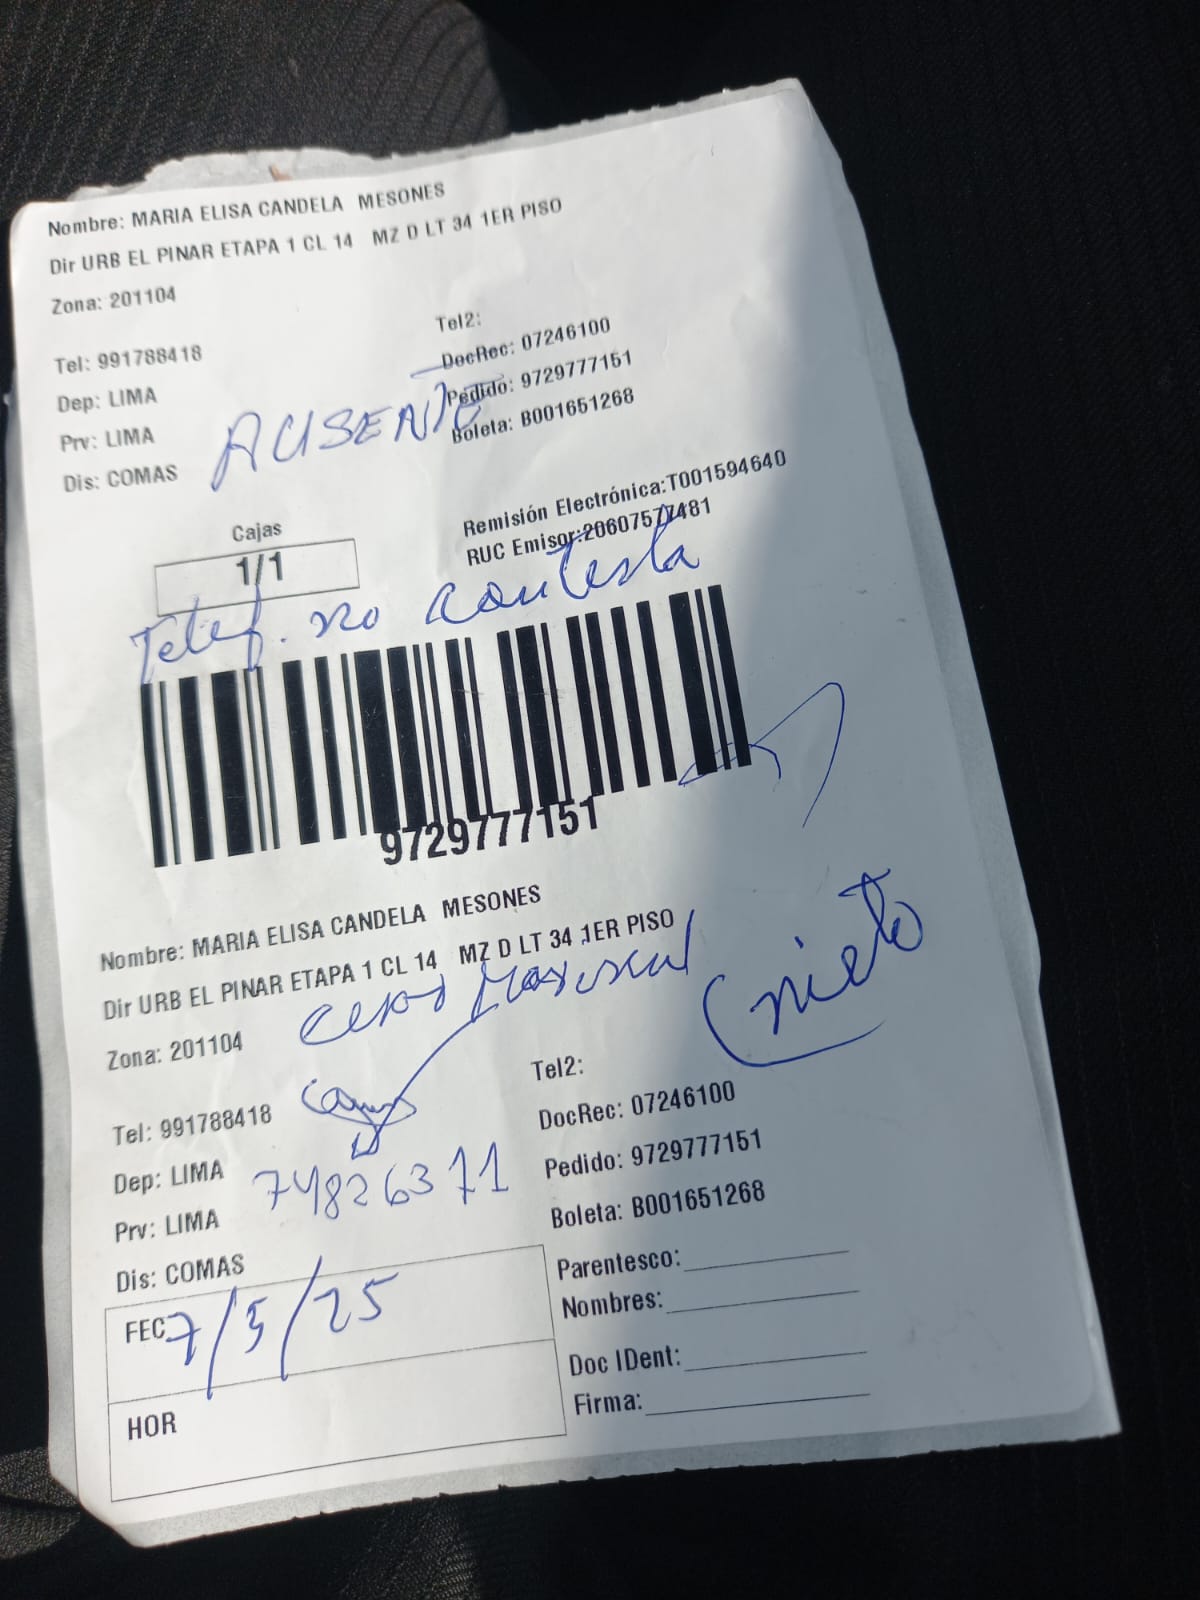 Nombre: MARIA ELISA CANDELA MESONES
Dir URB EL PINAR ETAPA 1 CL 14 MZ D LT 34 1ER PISO
Zona: 201104
Tel2:
Tel: 991788418
DocRec: 07246100
Dep: LIMA
Pedido: 9729777151
Prv: LIMA
Boleta: B001651268
Dis: COMAS
AUSENTE
Cajas
1/1
Remisión Electrónica:T001594640
RUC Emisor:20607577481
Telef. no contesta
9729777151
Nombre: MARIA ELISA CANDELA MESONES
Dir URB EL PINAR ETAPA 1 CL 14 MZ D LT 34 1ER PISO
Zona: 201104
(nieto
Tel2:
Tel: 991788418
DocRec: 07246100
Dep: LIMA
74826371
Pedido: 9729777151
Prv: LIMA
Boleta: B001651268
Dis: COMAS
Parentesco:
FEC 7/5/25
Nombres:
Doc IDent:
HOR
Firma: